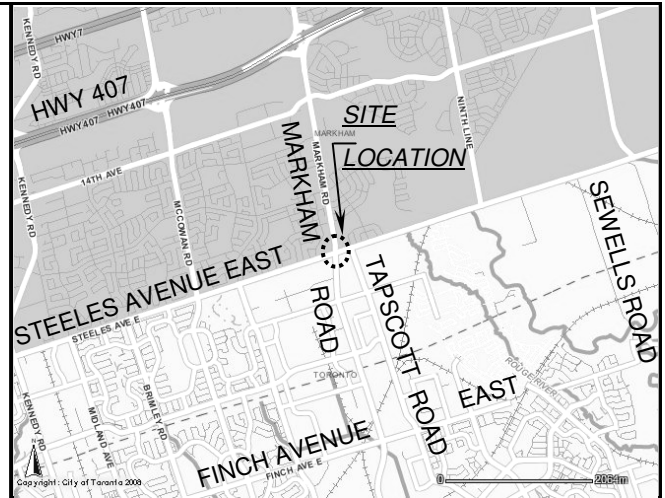 KENNEDY RD
HWY 7
HWY 407
HWY407
HWY407
14TH AVE
KENNEDY RD
MCCOWAN RD
MARKHAM
MARKHAM RD
MARKHAM
SITE
LOCATION
NINTH LINE
SEWELLS ROAD
STEELES AVENUE EAST
STEELES AVE E
ROAD
TAPSCOTT ROAD
TORONTO
ROUGE RIVER
KENNEDY RD
MIDLAND AVE
BRIMLEY RD
FINCH AVENUE EAST
FINCH AVE E
N
Copyright: City of Toronto 2008
0 2064m